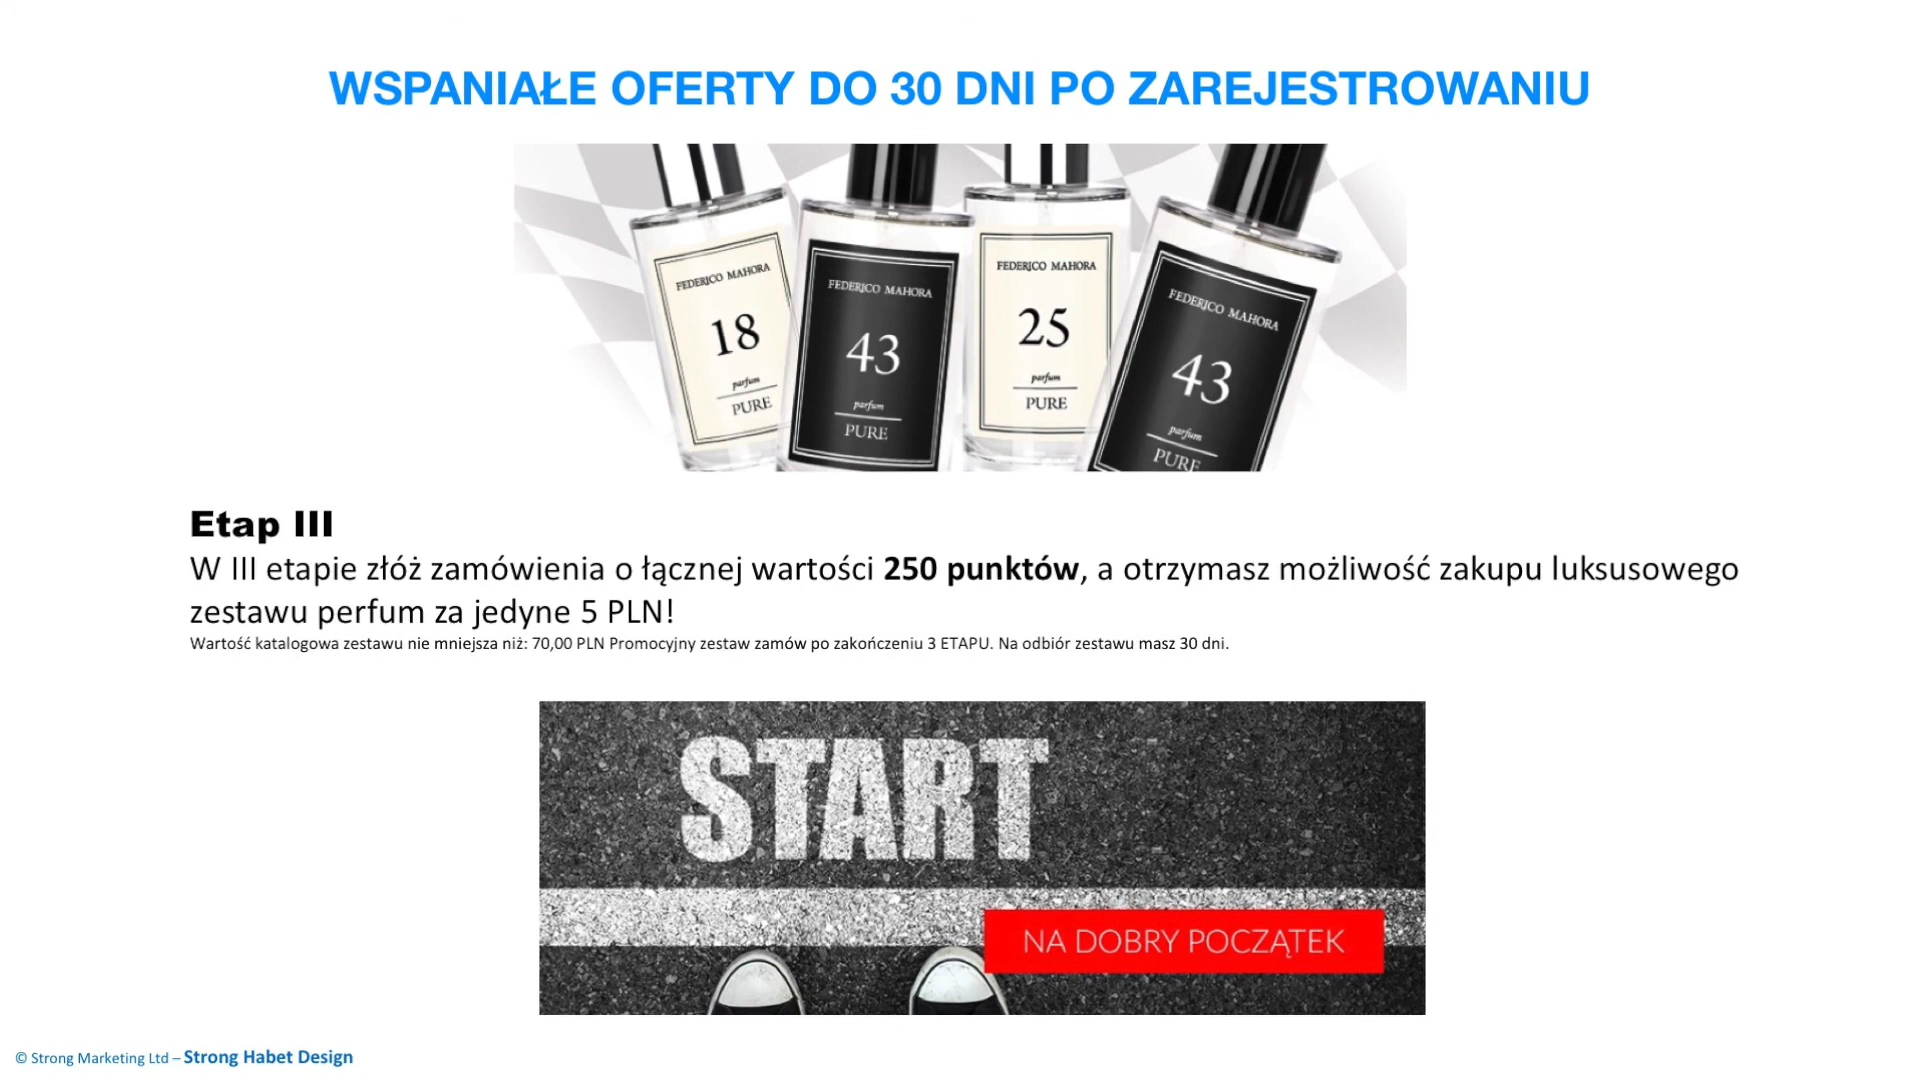 WSPANIAŁE OFERTY DO 30 DNI PO ZAREJESTROWANIU
FEDERICO MAHORA
18
parfum
PURE
FEDERICO MAHORA
43
parfum
PURE
FEDERICO MAHORA
25
parfum
PURE
FEDERICO MAHORA
43
parfum
PURE
Etap III
W III etapie złóż zamówienia o łącznej wartości 250 punktów, a otrzymasz możliwość zakupu luksusowego
zestawu perfum za jedyne 5 PLN!
Wartość katalogowa zestawu nie mniejsza niż: 70,00 PLN Promocyjny zestaw zamów po zakończeniu 3 ETAPU. Na odbiór zestawu masz 30 dni.
START
NA DOBRY POCZĄTEK
© Strong Marketing Ltd – Strong Habet Design